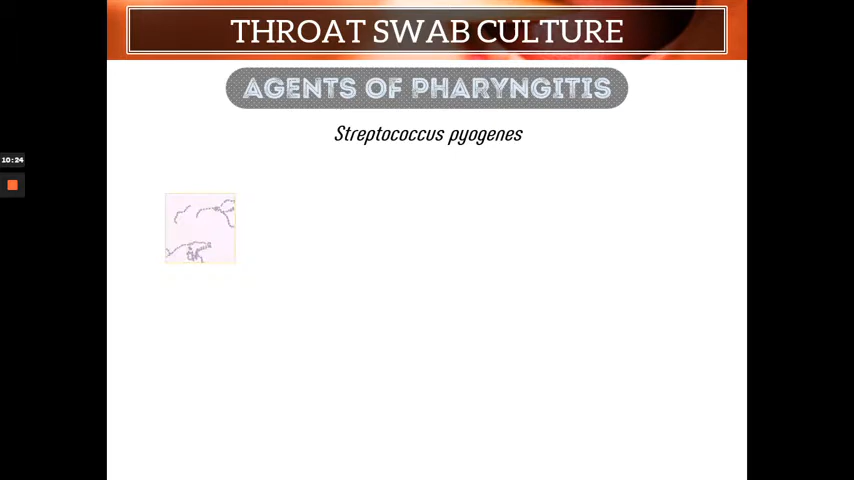 THROAT SWAB CULTURE
AGENTS OF PHARYNGITIS
Streptococcus pyogenes
10:24